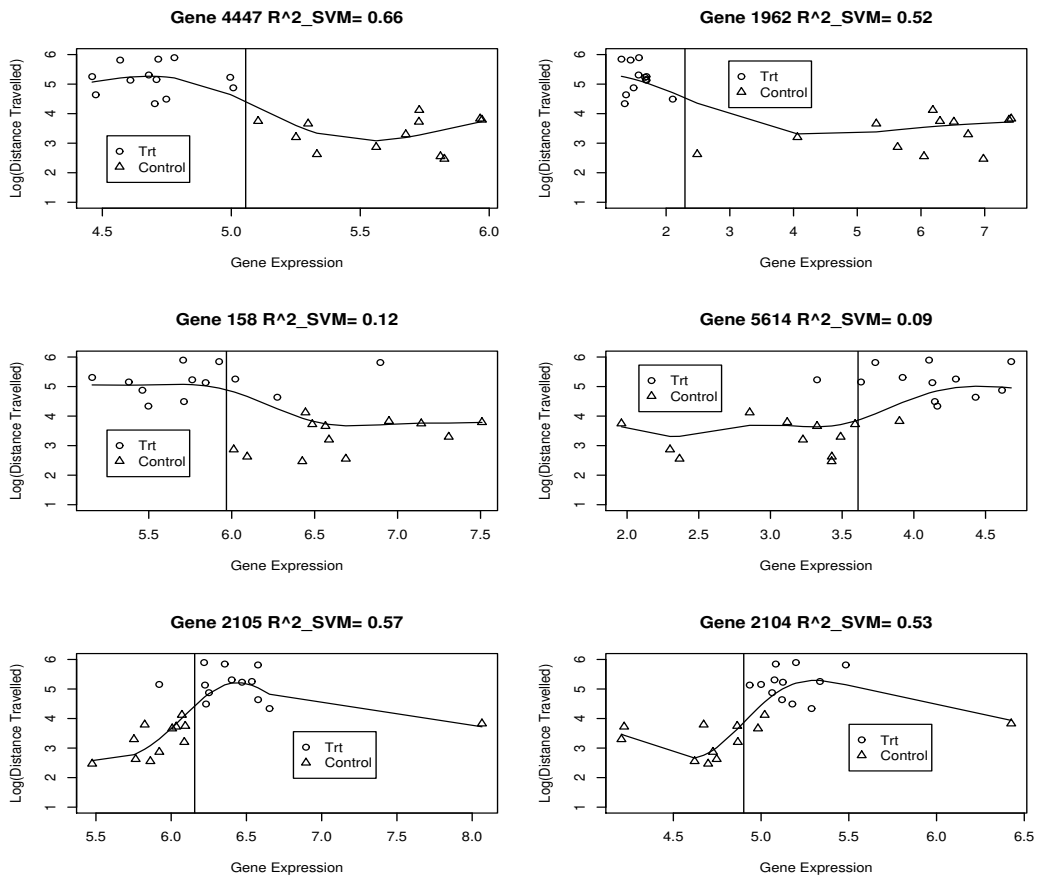 Gene 4447 R^2_SVM= 0.66
Log(Distance Travelled)
1 2 3 4 5 6
Trt
Control
4.5 5.0 5.5 6.0
Gene Expression
Gene 1962 R^2_SVM= 0.52
Log(Distance Travelled)
1 2 3 4 5 6
Trt
Control
2 3 4 5 6 7
Gene Expression
Gene 158 R^2_SVM= 0.12
Log(Distance Travelled)
1 2 3 4 5 6
Trt
Control
5.5 6.0 6.5 7.0 7.5
Gene Expression
Gene 5614 R^2_SVM= 0.09
Log(Distance Travelled)
1 2 3 4 5 6
Trt
Control
2.0 2.5 3.0 3.5 4.0 4.5
Gene Expression
Gene 2105 R^2_SVM= 0.57
Log(Distance Travelled)
1 2 3 4 5 6
Trt
Control
5.5 6.0 6.5 7.0 7.5 8.0
Gene Expression
Gene 2104 R^2_SVM= 0.53
Log(Distance Travelled)
1 2 3 4 5 6
Trt
Control
4.5 5.0 5.5 6.0 6.5
Gene Expression